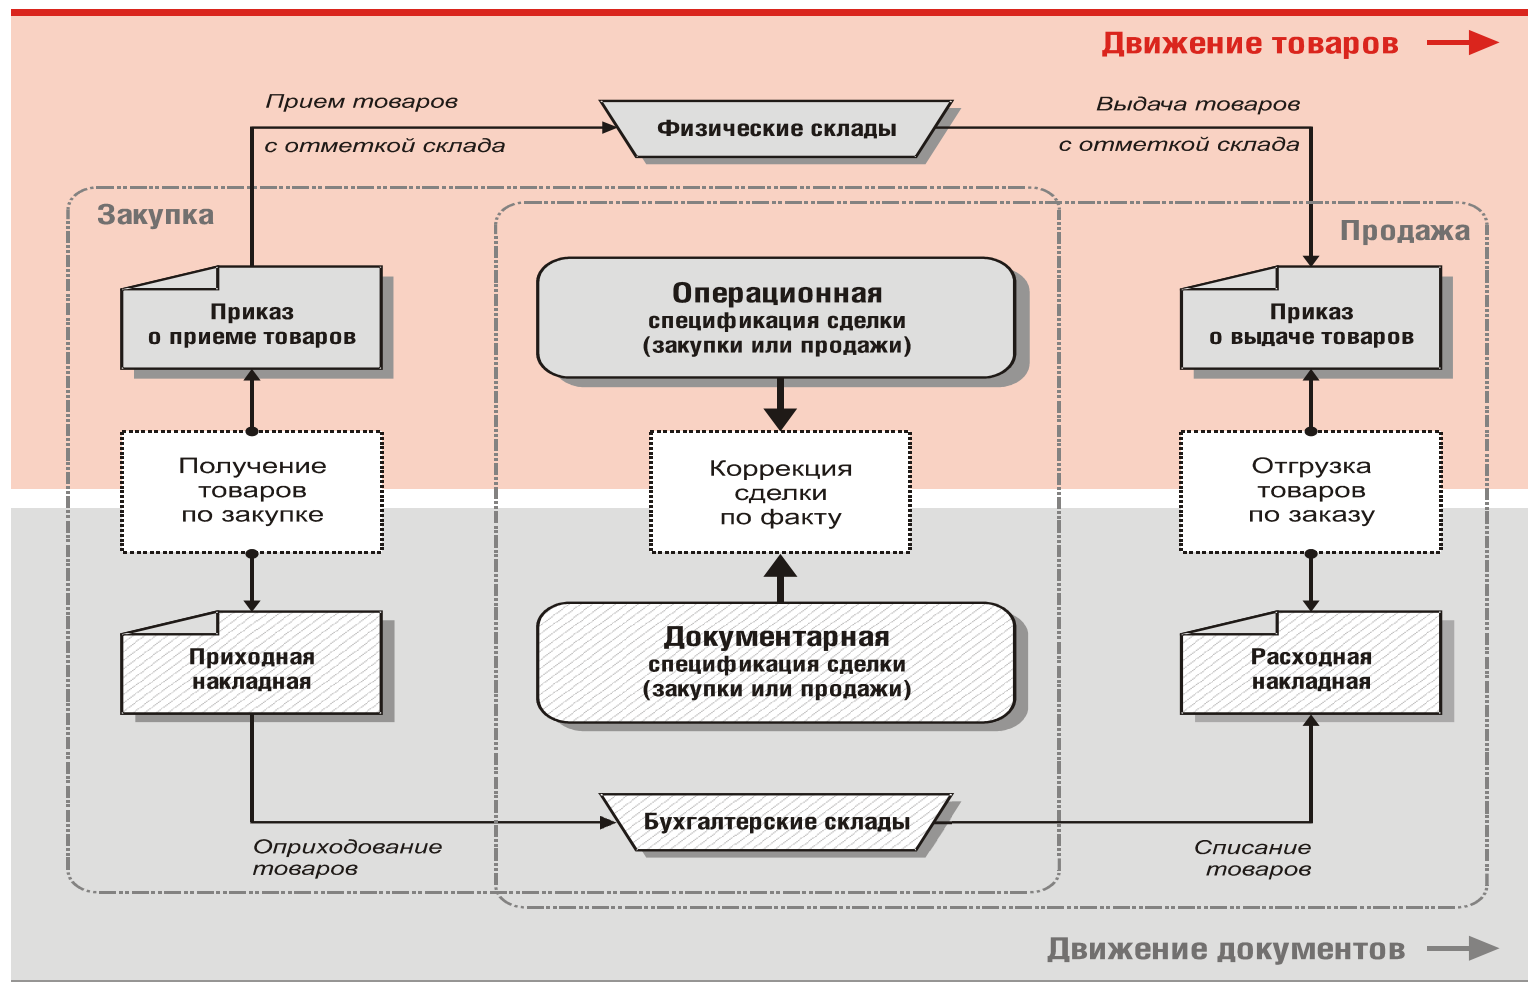 Движение товаров
Прием товаров
с отметкой склада
Физические склады
Выдача товаров
с отметкой склада
Закупка
Продажа
Приказ
о приеме товаров
Операционная
спецификация сделки
(закупки или продажи)
Приказ
о выдаче товаров
Получение
товаров
по закупке
Коррекция
сделки
по факту
Отгрузка
товаров
по заказу
Приходная
накладная
Документарная
спецификация сделки
(закупки или продажи)
Расходная
накладная
Бухгалтерские склады
Оприходование
товаров
Списание
товаров
Движение документов